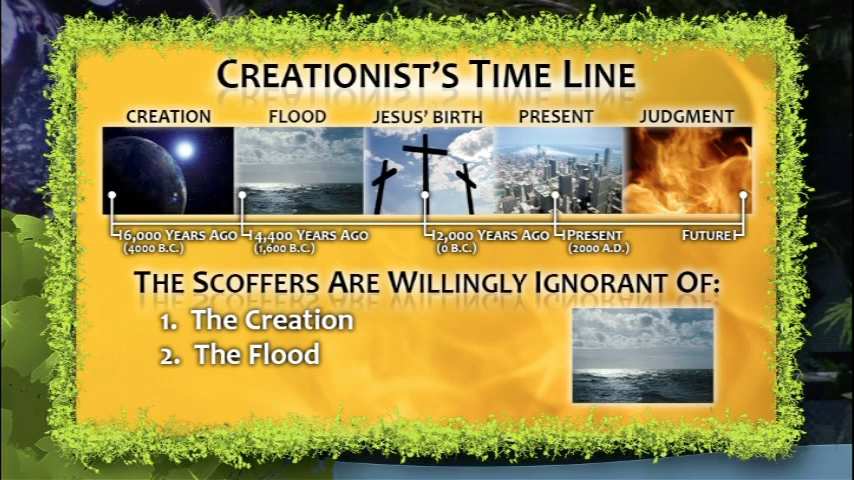 CREATIONIST'S TIME LINE
CREATION FLOOD JESUS' BIRTH PRESENT JUDGMENT
6,000 YEARS AGO 4,400 YEARS AGO 2,000 YEARS AGO PRESENT FUTURE
(4000 B.C.) (1,600 B.C.) (0 B.C.) (2000 A.D.)
THE SCOFFERS ARE WILLINGLY IGNORANT OF:
1. The Creation
2. The Flood